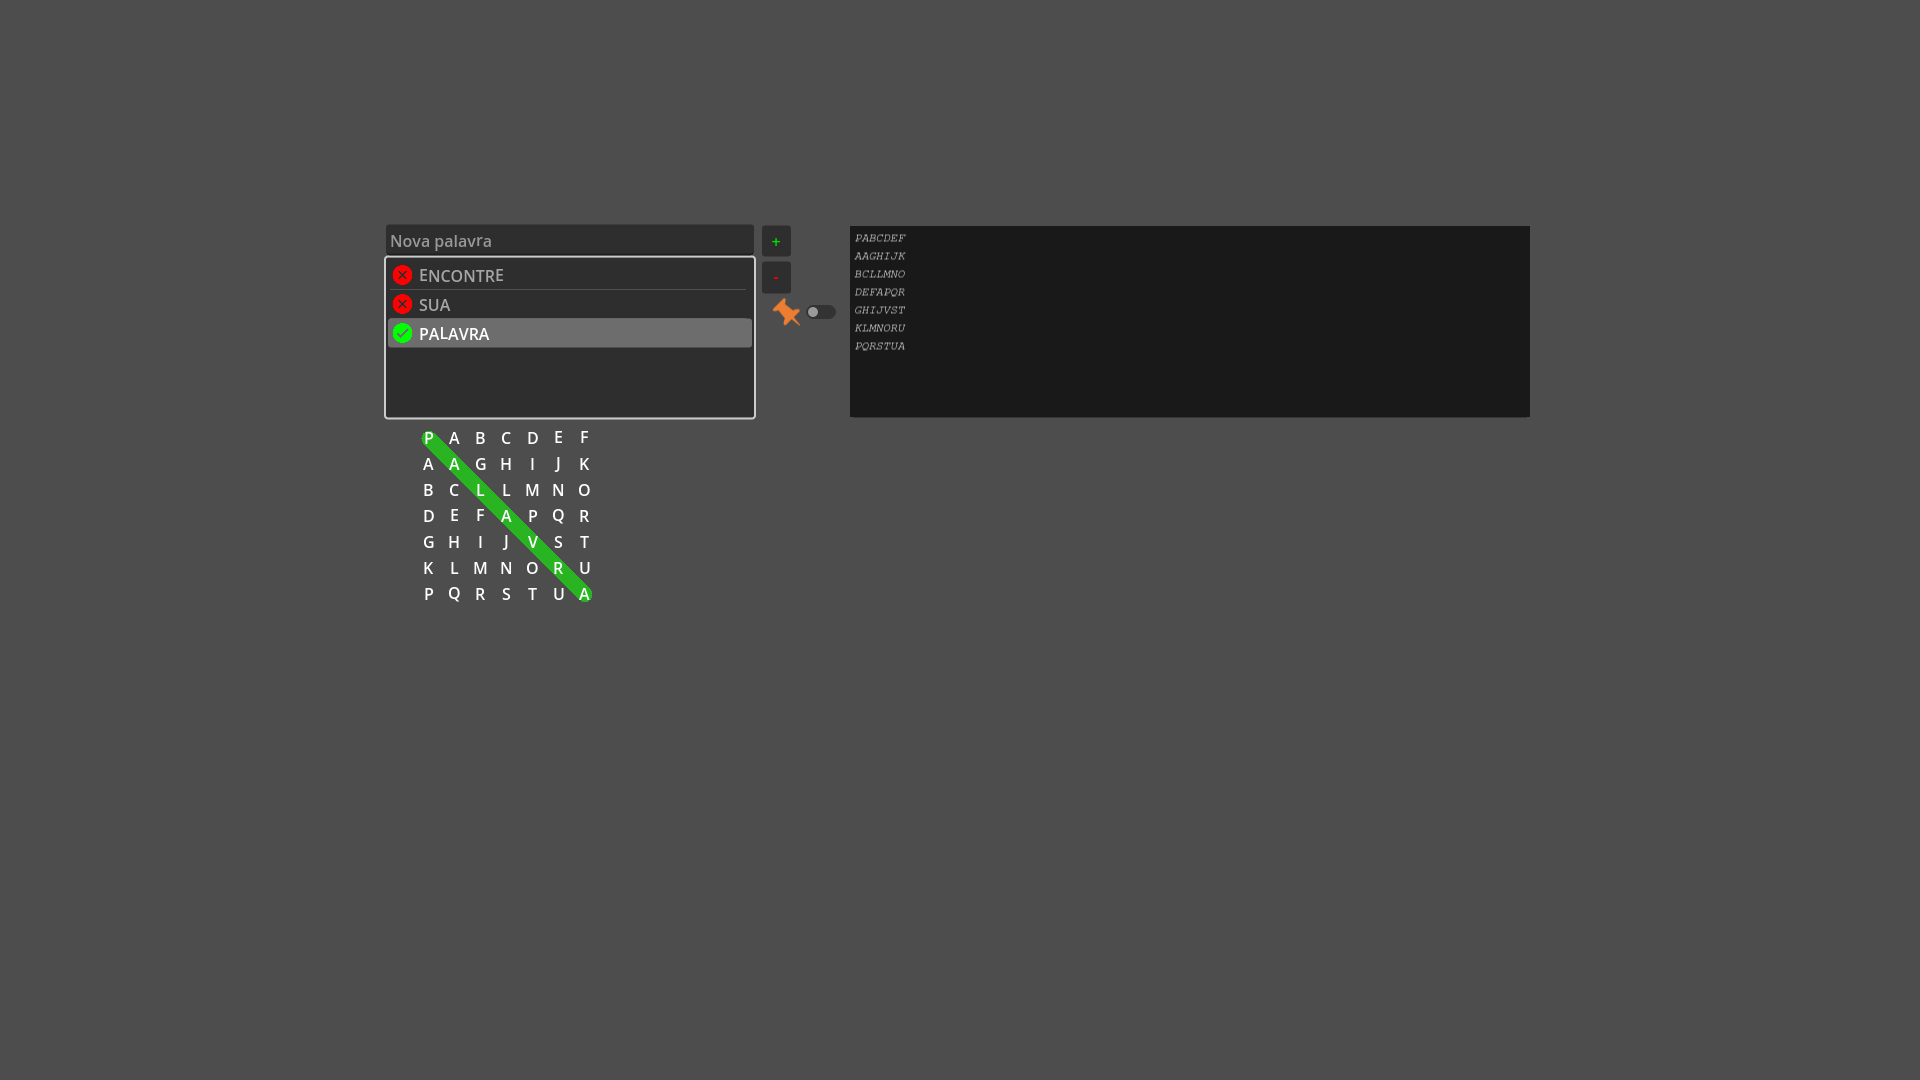 Nova palavra
+
ENCONTRE
-
SUA
PALAVRA
PABCDEF
AAGHIJK
BCLLMNO
DEFAPQR
GHIJVST
KLMNORU
PQRSTUA
P A B C D E F
A A G H I J K
B C L L M N O
D E F A P Q R
G H I J V S T
K L M N O R U
P Q R S T U A